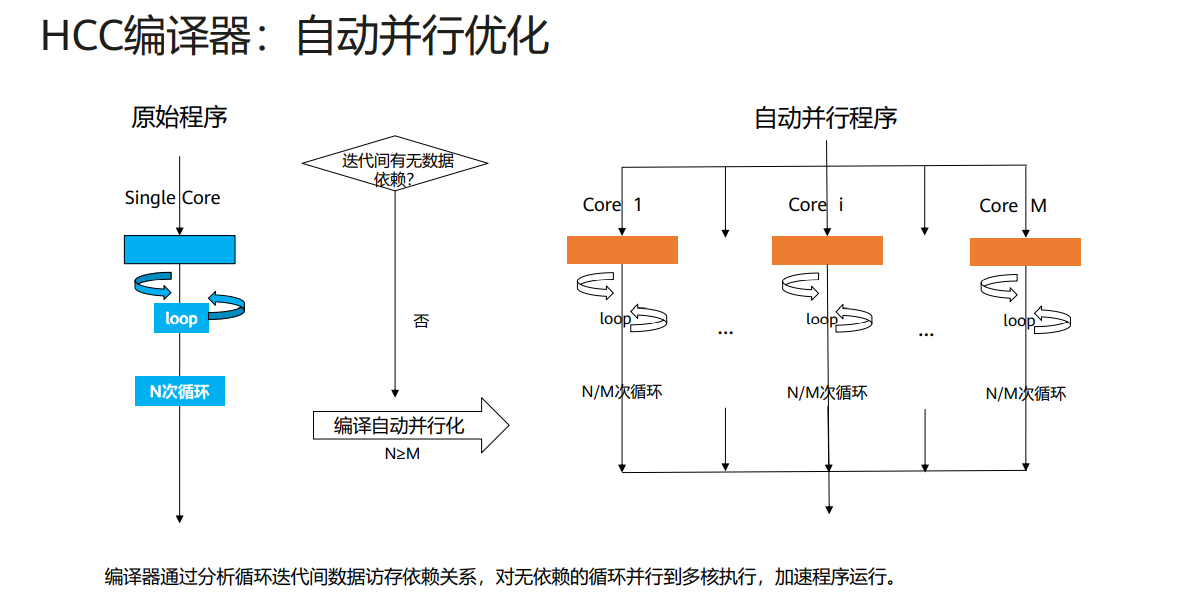 HCC编译器：自动并行优化
原始程序
Single Core
loop
N次循环
迭代间有无数据
依赖?
否
编译自动并行化
N≥M
自动并行程序
Core 1
Core i
Core M
loop
loop
loop
...
...
N/M次循环
N/M次循环
N/M次循环
编译器通过分析循环迭代间数据访存依赖关系，对无依赖的循环并行到多核执行，加速程序运行。